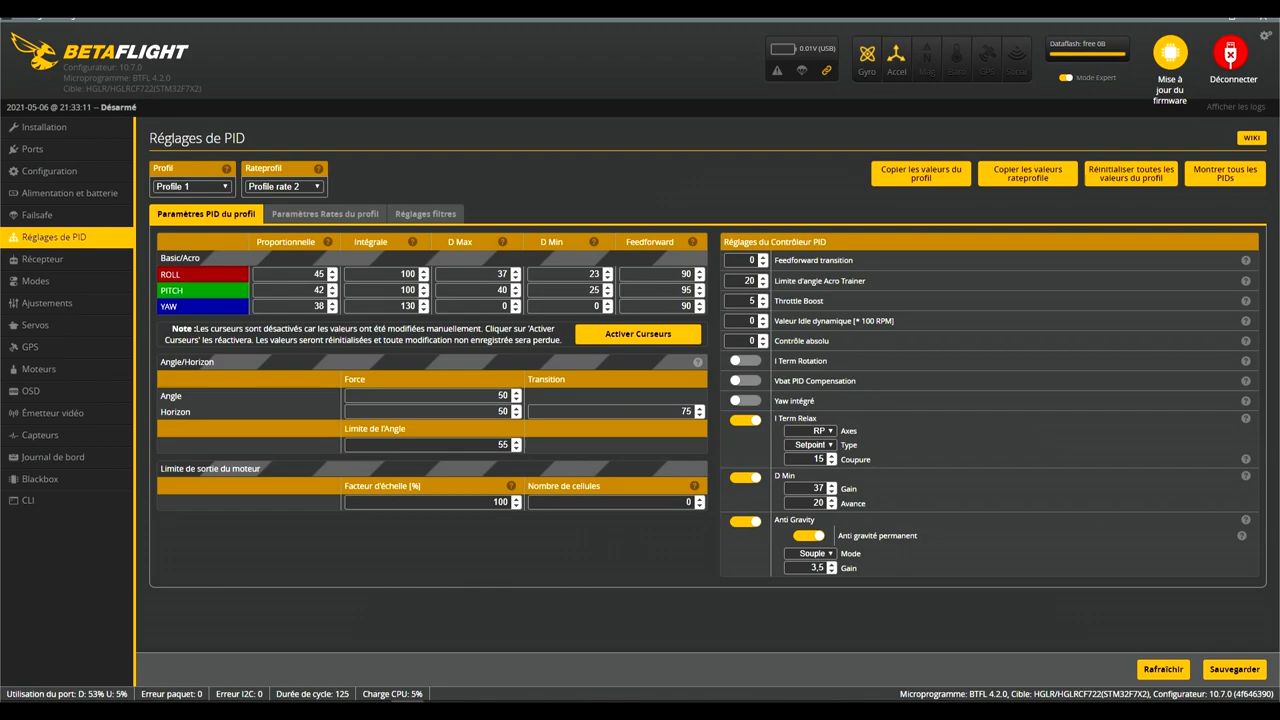 BETAFLIGHT
Configurateur: 10.7.0
Microprogramme: BTFL 4.2.0
Cible: HGLR/HGLRCF722(STM32F7X2)
0.01V (USB)
Gyro
Accel
Mag
Baro
GPS
Sonar
Dataflash: free 0B
Mode Expert
Mise à
jour du
firmware
Déconnecter
2021-05-06 @ 21:33:11 -- Désarmé
Afficher les logs
Installation
Ports
Configuration
Alimentation et batterie
Failsafe
Réglages de PID
Récepteur
Modes
Ajustements
Servos
GPS
Moteurs
OSD
Émetteur vidéo
Capteurs
Journal de bord
Blackbox
CLI
Réglages de PID
WIKI
Profil
Profile 1
Rateprofil
Profile rate 2
Copier les valeurs du
profil
Copier les valeurs
rateprofile
Réinitialiser toutes les
valeurs du profil
Montrer tous les
PIDs
Paramètres PID du profil
Paramètres Rates du profil
Réglages filtres
Proportionnelle Intégrale D Max D Min Feedforward
Basic/Acro
ROLL 45 100 37 23 90
PITCH 42 100 40 25 95
YAW 38 130 0 0 90
Note :Les curseurs sont désactivés car les valeurs ont été modifiées manuellement. Cliquer sur 'Activer
Curseurs' les réactivera. Les valeurs seront réinitialisées et toute modification non enregistrée sera perdue.
Activer Curseurs
Angle/Horizon
Force Transition
Angle 50
Horizon 50 75
Limite de l'Angle
55
Limite de sortie du moteur
Facteur d'échelle [%] Nombre de cellules
100 0
Réglages du Contrôleur PID
0 Feedforward transition
20 Limite d'angle Acro Trainer
5 Throttle Boost
0 Valeur Idle dynamique [* 100 RPM]
0 Contrôle absolu
I Term Rotation
Vbat PID Compensation
Yaw intégré
I Term Relax
RP Axes
Setpoint Type
15 Coupure
D Min
37 Gain
20 Avance
Anti Gravity
Anti gravité permanent
Souple Mode
3,5 Gain
Rafraîchir
Sauvegarder
Utilisation du port: D: 53% U: 5%
Erreur paquet: 0
Erreur I2C: 0
Durée de cycle: 125
Charge CPU: 5%
Microprogramme: BTFL 4.2.0, Cible: HGLR/HGLRCF722(STM32F7X2), Configurateur: 10.7.0 (4f646390)